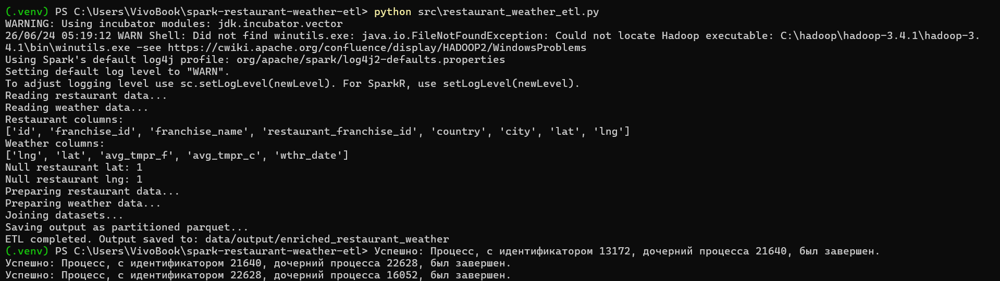 (.venv) PS C:\Users\VivoBook\spark-restaurant-weather-etl> python src\restaurant_weather_etl.py
WARNING: Using incubator modules: jdk.incubator.vector
26/06/24 05:19:12 WARN Shell: Did not find winutils.exe: java.io.FileNotFoundException: Could not locate Hadoop executable: C:\hadoop\hadoop-3.4.1\hadoop-3.
4.1\bin\winutils.exe -see https://cwiki.apache.org/confluence/display/HADOOP2/WindowsProblems
Using Spark's default log4j profile: org/apache/spark/log4j2-defaults.properties
Setting default log level to "WARN".
To adjust logging level use sc.setLogLevel(newLevel). For SparkR, use setLogLevel(newLevel).
Reading restaurant data...
Reading weather data...
Restaurant columns:
['id', 'franchise_id', 'franchise_name', 'restaurant_franchise_id', 'country', 'city', 'lat', 'lng']
Weather columns:
['lng', 'lat', 'avg_tmpr_f', 'avg_tmpr_c', 'wthr_date']
Null restaurant lat: 1
Null restaurant lng: 1
Preparing restaurant data...
Preparing weather data...
Joining datasets...
Saving output as partitioned parquet...
ETL completed. Output saved to: data/output/enriched_restaurant_weather
(.venv) PS C:\Users\VivoBook\spark-restaurant-weather-etl> Успешно: Процесс, с идентификатором 13172, дочерний процесса 21640, был завершен.
Успешно: Процесс, с идентификатором 21640, дочерний процесса 22628, был завершен.
Успешно: Процесс, с идентификатором 22628, дочерний процесса 16052, был завершен.